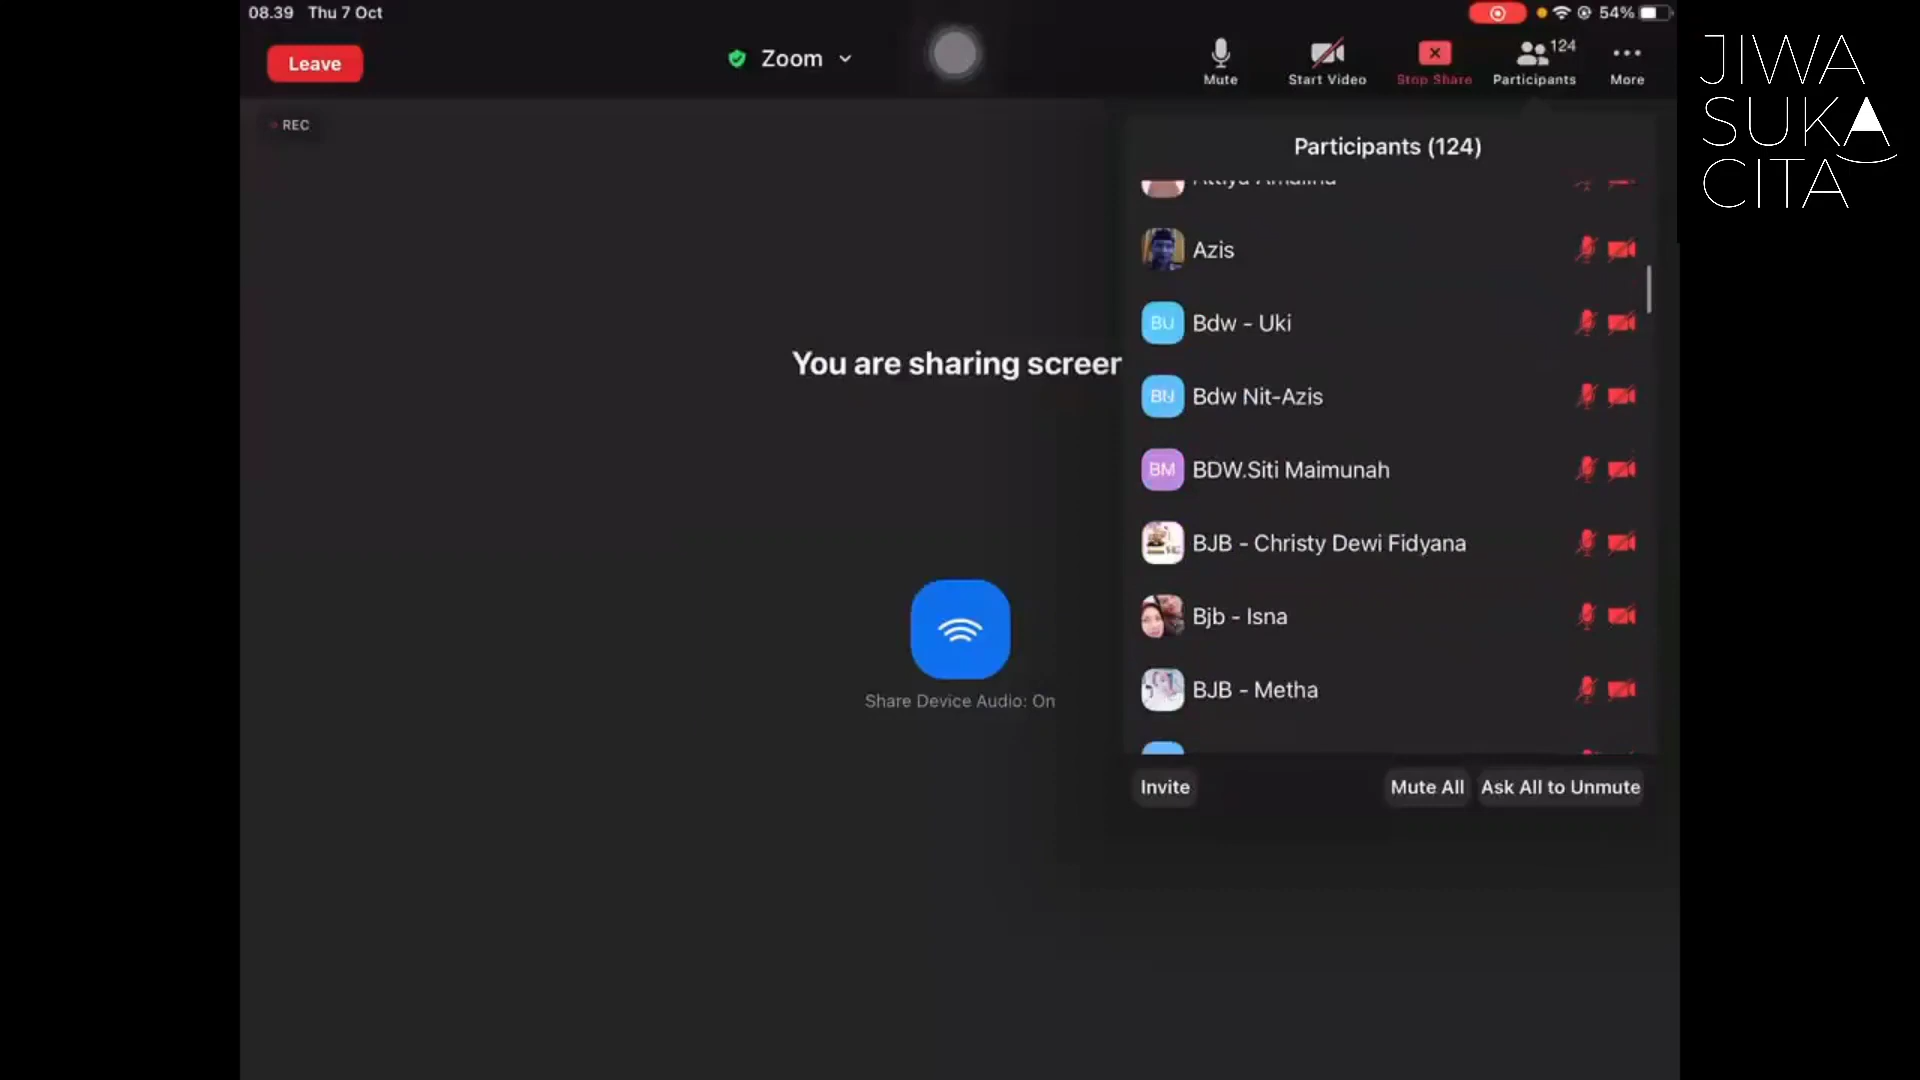 08.39 Thu 7 Oct
54%
Leave
Zoom
Mute
Start Video
Stop Share
124
Participants
More
JIWA
SUKA
CITA
REC
Participants (124)
Azis
BU Bdw - Uki
You are sharing screen
Bdw Nit-Azis
BM BDW.Siti Maimunah
BJB - Christy Dewi Fidyana
Bjb - Isna
BJB - Metha
Share Device Audio: On
Invite
Mute All
Ask All to Unmute